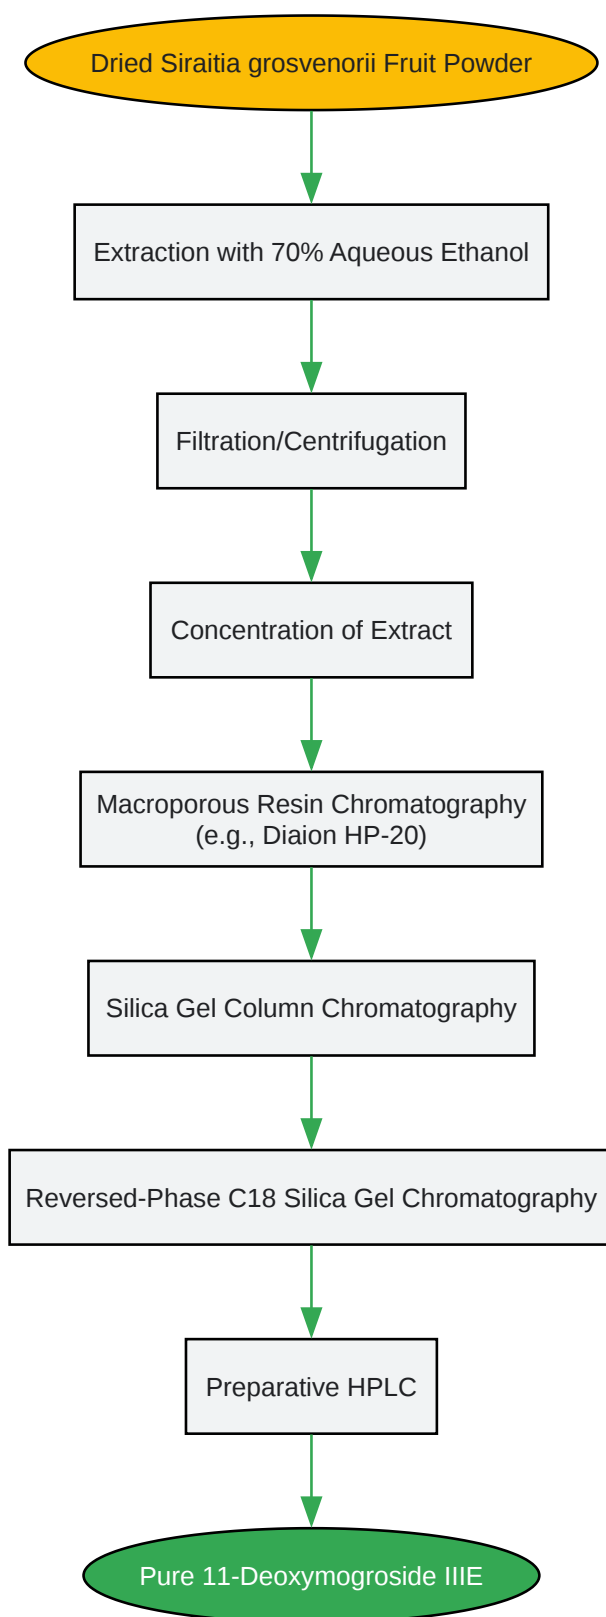 Dried Siraitia grosvenorii Fruit Powder
Extraction with 70% Aqueous Ethanol
Filtration/Centrifugation
Concentration of Extract
Macroporous Resin Chromatography
(e.g., Diaion HP-20)
Silica Gel Column Chromatography
Reversed-Phase C18 Silica Gel Chromatography
Preparative HPLC
Pure 11-Deoxymogroside IIIE